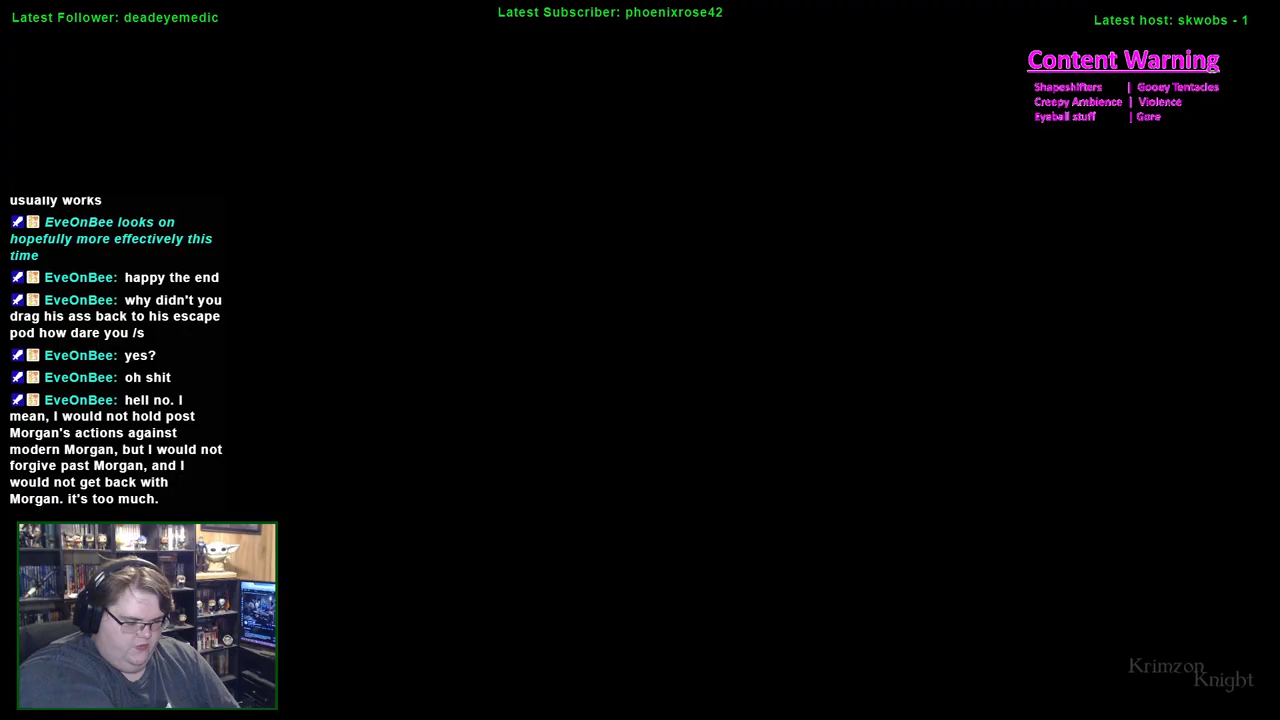 Latest Follower: deadeyemedic
Latest Subscriber: phoenixrose42
Latest host: skwobs - 1
Content Warning
Shapeshifters | Gooey Tentacles
Creepy Ambience | Violence
Eyeball stuff | Gore
usually works
EveOnBee looks on
hopefully more effectively this
time
EveOnBee: happy the end
EveOnBee: why didn't you
drag his ass back to his escape
pod how dare you /s
EveOnBee: yes?
EveOnBee: oh shit
EveOnBee: hell no. I
mean, I would not hold post
Morgan's actions against
modern Morgan, but I would not
forgive past Morgan, and I
would not get back with
Morgan. it's too much.
Krimzon
Knight